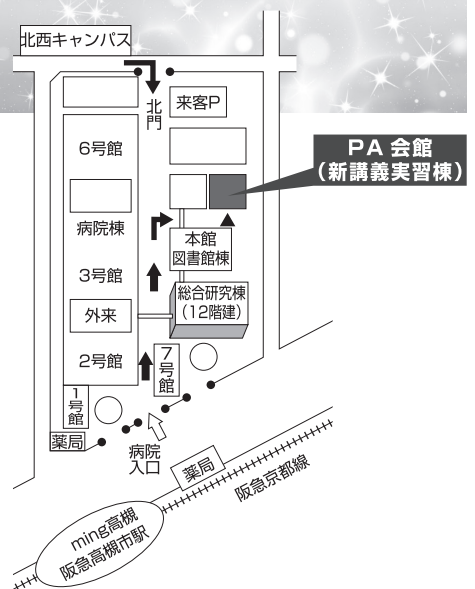 北西キャンパス
北門
来客P
6号館
PA会館
(新講義実習棟)
病院棟
本館
図書館棟
3号館
総合研究棟
(12階建)
外来
2号館
7号館
1号館
薬局
病院
入口
薬局
阪急京都線
ming高槻
阪急高槻市駅